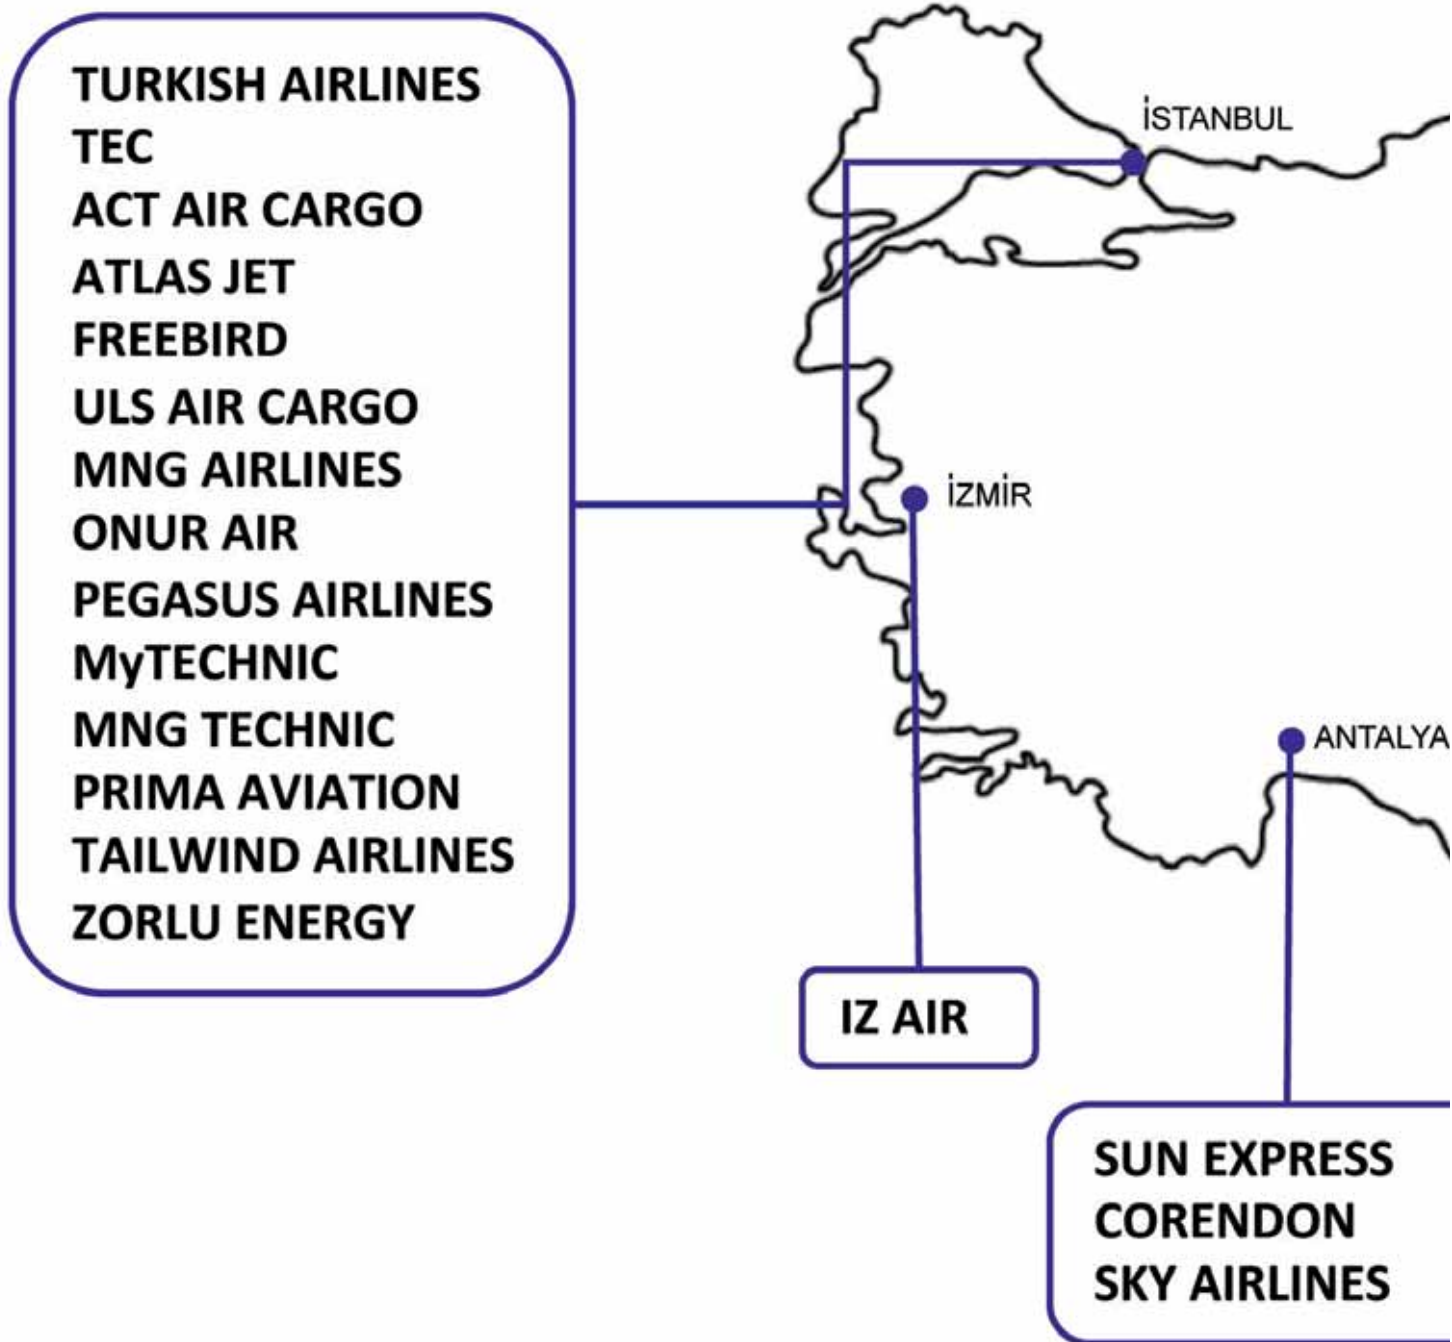 TURKISH AIRLINES
TEC
ACT AIR CARGO
ATLAS JET
FREEBIRD
ULS AIR CARGO
MNG AIRLINES
ONUR AIR
PEGASUS AIRLINES
MyTECHNIC
MNG TECHNIC
PRIMA AVIATION
TAILWIND AIRLINES
ZORLU ENERGY
İSTANBUL
İZMİR
ANTALYA
IZ AIR
SUN EXPRESS
CORENDON
SKY AIRLINES